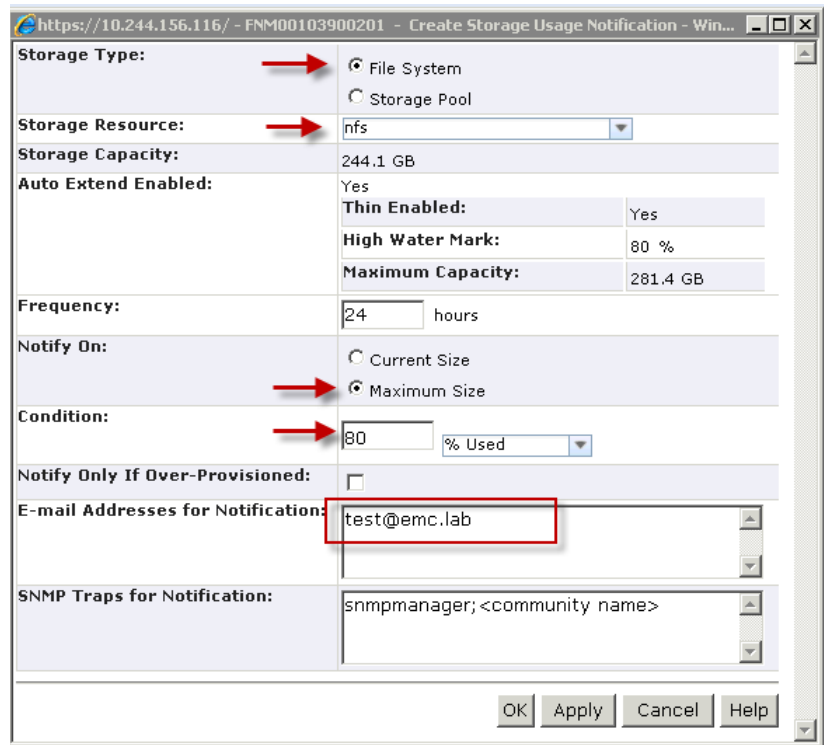 https://10.244.156.116/ - FNM00103900201 - Create Storage Usage Notification - Win...
Storage Type:
File System
Storage Pool
Storage Resource:
nfs
Storage Capacity:
244.1 GB
Auto Extend Enabled:
Yes
Thin Enabled:
Yes
High Water Mark:
80 %
Maximum Capacity:
281.4 GB
Frequency:
24 hours
Notify On:
Current Size
Maximum Size
Condition:
80 % Used
Notify Only If Over-Provisioned:
E-mail Addresses for Notification:
test@emc.lab
SNMP Traps for Notification:
snmpmanager;<community name>
OK Apply Cancel Help